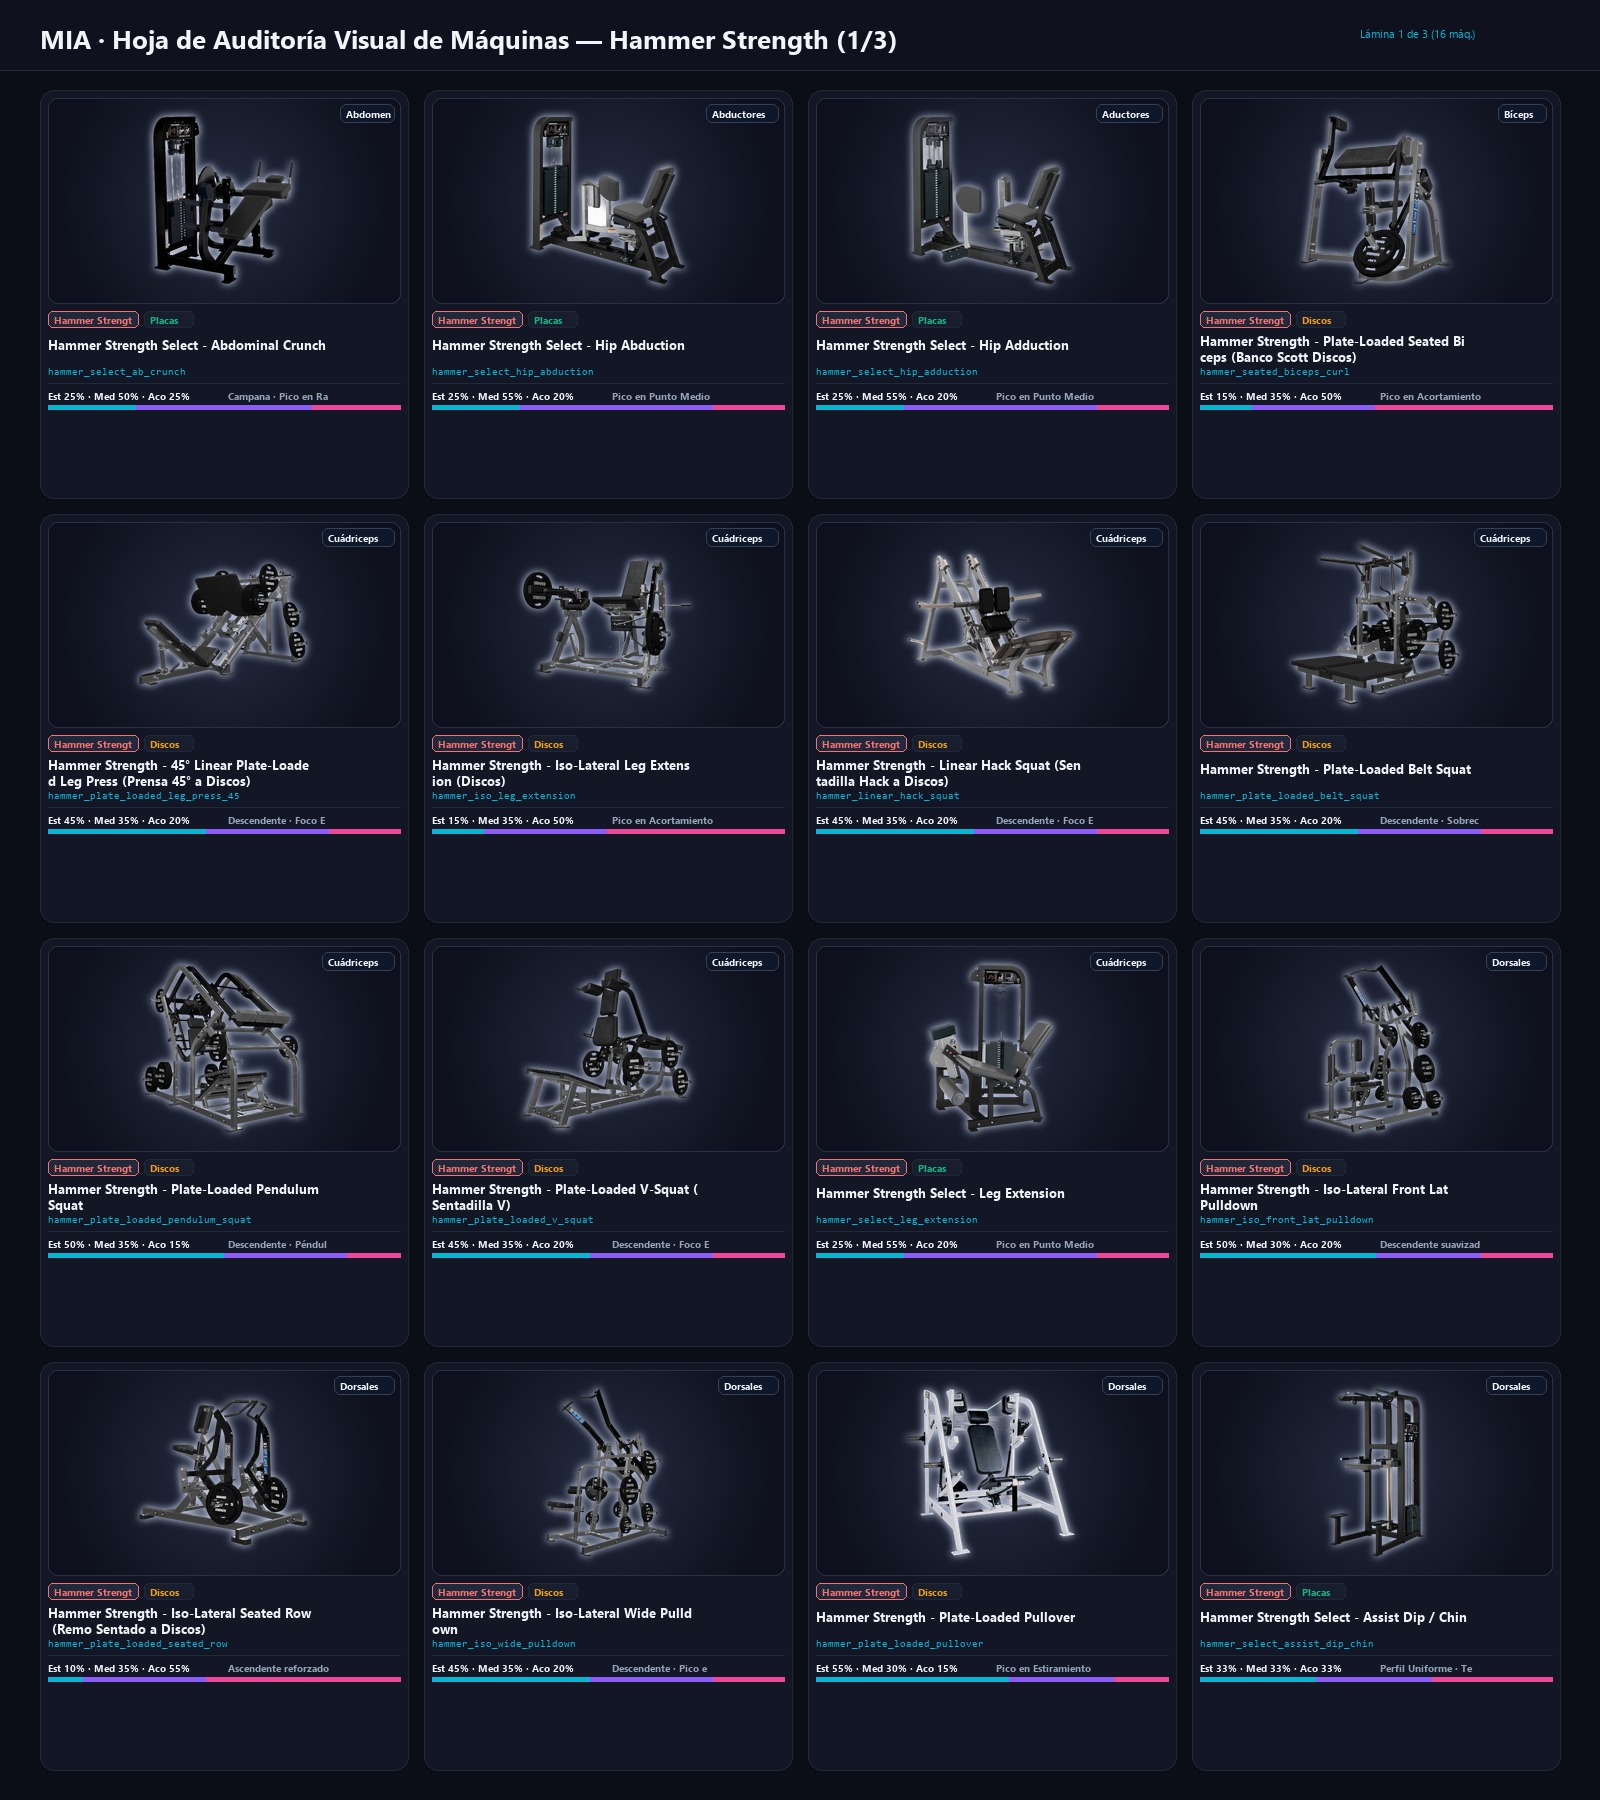 MIA · Hoja de Auditoría Visual de Máquinas — Hammer Strength (1/3)
Lámina 1 de 3 (16 máq.)
Abdomen
Hammer Strengt
Placas
Hammer Strength Select - Abdominal Crunch
hammer_select_ab_crunch
Est 25% · Med 50% · Aco 25%
Campana · Pico en Ra
Abductores
Hammer Strengt
Placas
Hammer Strength Select - Hip Abduction
hammer_select_hip_abduction
Est 25% · Med 55% · Aco 20%
Pico en Punto Medio
Aductores
Hammer Strengt
Placas
Hammer Strength Select - Hip Adduction
hammer_select_hip_adduction
Est 25% · Med 55% · Aco 20%
Pico en Punto Medio
Bíceps
Hammer Strengt
Discos
Hammer Strength - Plate-Loaded Seated Bi
ceps (Banco Scott Discos)
hammer_seated_biceps_curl
Est 15% · Med 35% · Aco 50%
Pico en Acortamiento
Cuádriceps
Hammer Strengt
Discos
Hammer Strength - 45° Linear Plate-Loade
d Leg Press (Prensa 45° a Discos)
hammer_plate_loaded_leg_press_45
Est 45% · Med 35% · Aco 20%
Descendente · Foco E
Cuádriceps
Hammer Strengt
Discos
Hammer Strength - Iso-Lateral Leg Extens
ion (Discos)
hammer_iso_leg_extension
Est 15% · Med 35% · Aco 50%
Pico en Acortamiento
Cuádriceps
Hammer Strengt
Discos
Hammer Strength - Linear Hack Squat (Sen
tadilla Hack a Discos)
hammer_linear_hack_squat
Est 45% · Med 35% · Aco 20%
Descendente · Foco E
Cuádriceps
Hammer Strengt
Discos
Hammer Strength - Plate-Loaded Belt Squat
hammer_plate_loaded_belt_squat
Est 45% · Med 35% · Aco 20%
Descendente · Sobrec
Cuádriceps
Hammer Strengt
Discos
Hammer Strength - Plate-Loaded Pendulum
Squat
hammer_plate_loaded_pendulum_squat
Est 50% · Med 35% · Aco 15%
Descendente · Péndul
Cuádriceps
Hammer Strengt
Discos
Hammer Strength - Plate-Loaded V-Squat (
Sentadilla V)
hammer_plate_loaded_v_squat
Est 45% · Med 35% · Aco 20%
Descendente · Foco E
Cuádriceps
Hammer Strengt
Placas
Hammer Strength Select - Leg Extension
hammer_select_leg_extension
Est 25% · Med 55% · Aco 20%
Pico en Punto Medio
Dorsales
Hammer Strengt
Discos
Hammer Strength - Iso-Lateral Front Lat
Pulldown
hammer_iso_front_lat_pulldown
Est 50% · Med 30% · Aco 20%
Descendente suavizad
Dorsales
Hammer Strengt
Discos
Hammer Strength - Iso-Lateral Seated Row
(Remo Sentado a Discos)
hammer_plate_loaded_seated_row
Est 10% · Med 35% · Aco 55%
Ascendente reforzado
Dorsales
Hammer Strengt
Discos
Hammer Strength - Iso-Lateral Wide Pulld
own
hammer_iso_wide_pulldown
Est 45% · Med 35% · Aco 20%
Descendente · Pico e
Dorsales
Hammer Strengt
Discos
Hammer Strength - Plate-Loaded Pullover
hammer_plate_loaded_pullover
Est 55% · Med 30% · Aco 15%
Pico en Estiramiento
Dorsales
Hammer Strengt
Placas
Hammer Strength Select - Assist Dip / Chin
hammer_select_assist_dip_chin
Est 33% · Med 33% · Aco 33%
Perfil Uniforme · Te